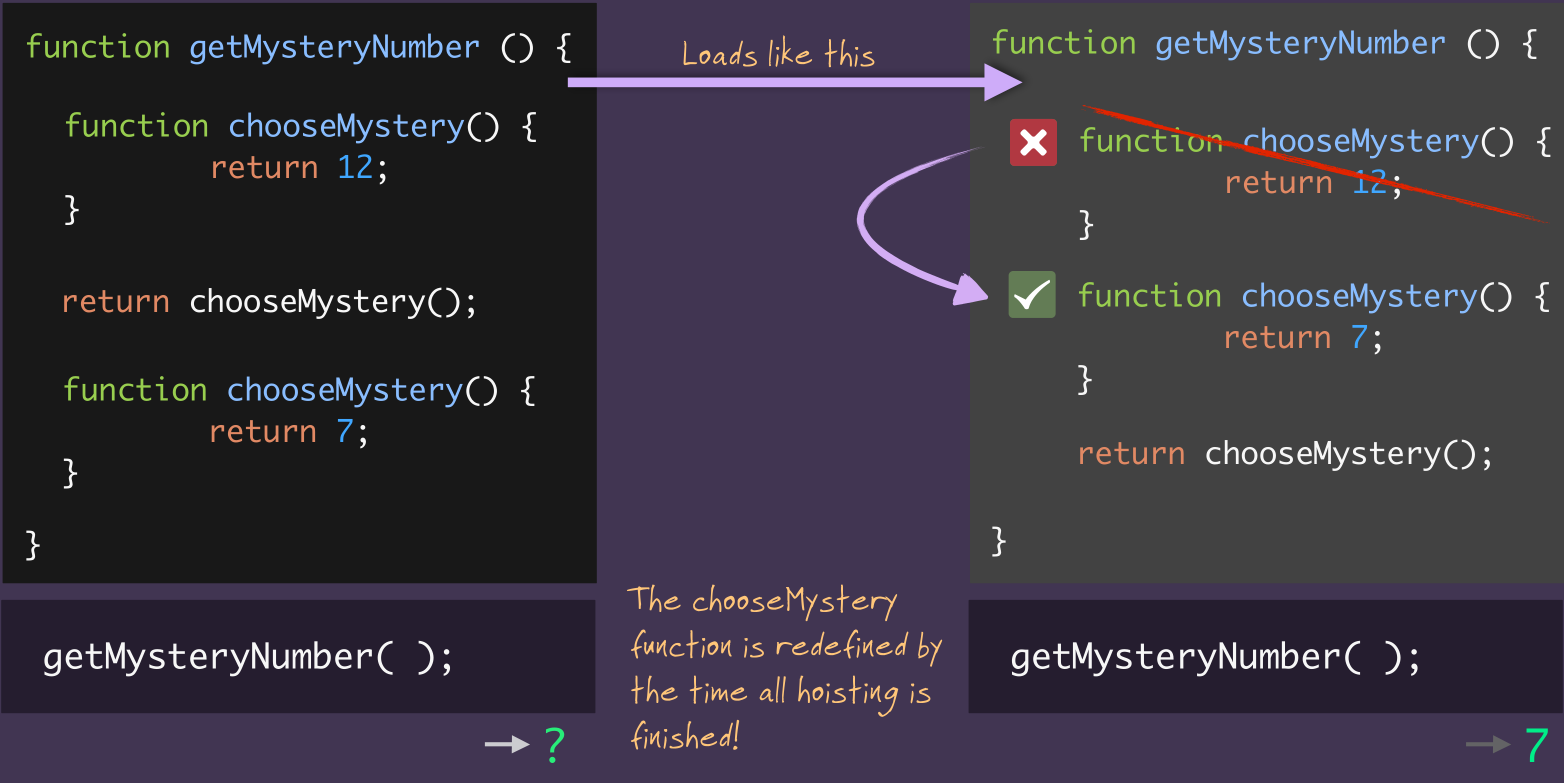 function getMysteryNumber () {
function chooseMystery() {
return 12;
}
return chooseMystery();
function chooseMystery() {
return 7;
}
}
getMysteryNumber( );
?
Loads like this
The chooseMystery
function is redefined by
the time all hoisting is
finished!
function getMysteryNumber () {
function chooseMystery() {
return 12;
}
function chooseMystery() {
return 7;
}
return chooseMystery();
}
getMysteryNumber( );
7